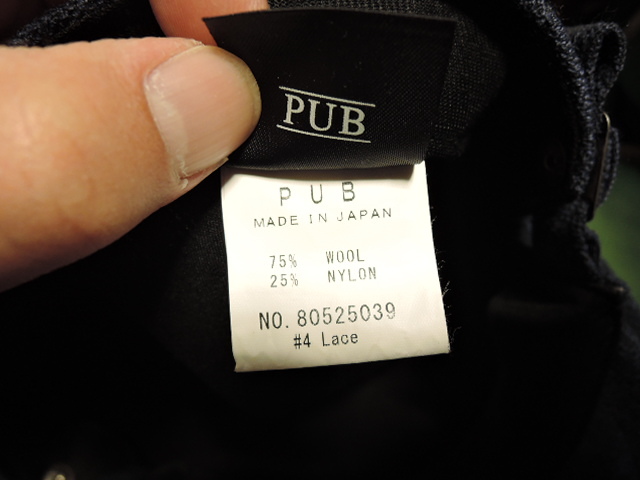 PUB
PUB
MADE IN JAPAN
75% WOOL
25% NYLON
NO. 80525039
#4 Lace